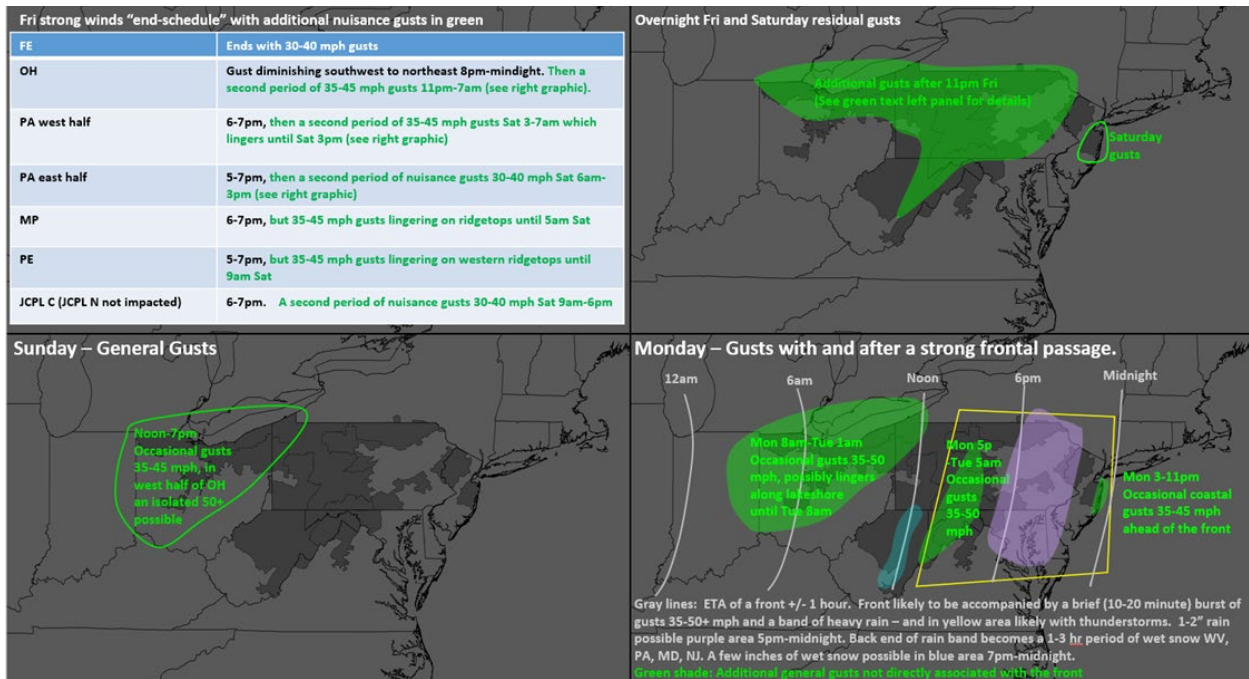 Fri strong winds “end-schedule” with additional nuisance gusts in green
FE
Ends with 30-40 mph gusts
OH
Gust diminishing southwest to northeast 8pm-mindight. Then a
second period of 35-45 mph gusts 11pm-7am (see right graphic).
PA west half
6-7pm, then a second period of 35-45 mph gusts Sat 3-7am which
lingers until Sat 3pm (see right graphic)
PA east half
5-7pm, then a second period of nuisance gusts 30-40 mph Sat 6am-
3pm (see right graphic)
MP
6-7pm, but 35-45 mph gusts lingering on ridgetops until 5am Sat
PE
5-7pm, but 35-45 mph gusts lingering on western ridgetops until
9am Sat
JCPL C (JCPL N not impacted)
6-7pm. A second period of nuisance gusts 30-40 mph Sat 9am-6pm
Overnight Fri and Saturday residual gusts
Additional gusts after 11pm Fri
(See green text left panel for details)
Saturday
gusts
Sunday – General Gusts
Noon-7pm
Occasional gusts
35-45 mph, in
west half of OH
an isolated 50+
possible
Monday – Gusts with and after a strong frontal passage.
12am
6am
Noon
6pm
Midnight
Mon 8am-Tue 1am
Occasional gusts 35-50
mph, possibly lingers
along lakeshore
until Tue 8am
Mon 5p
-Tue 5am
Occasional
gusts
35-50
mph
Mon 3-11pm
Occasional coastal
gusts 35-45 mph
ahead of the front
Gray lines: ETA of a front +/- 1 hour. Front likely to be accompanied by a brief (10-20 minute) burst of
gusts 35-50+ mph and a band of heavy rain – and in yellow area likely with thunderstorms. 1-2” rain
possible purple area 5pm-midnight. Back end of rain band becomes a 1-3 hr period of wet snow WV,
PA, MD, NJ. A few inches of wet snow possible in blue area 7pm-midnight.
Green shade: Additional general gusts not directly associated with the front